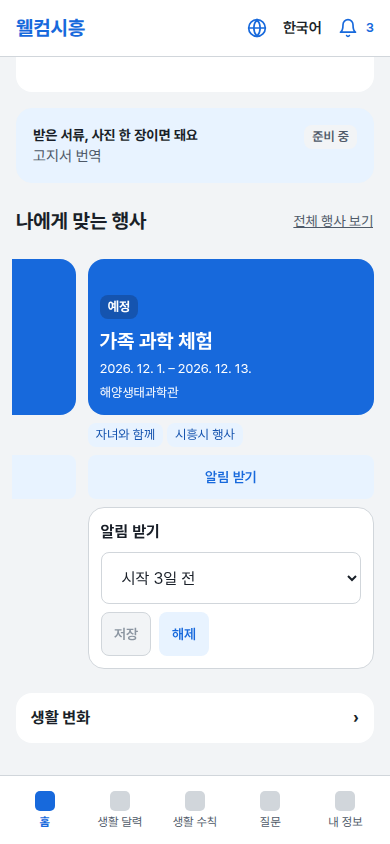 웰컴시흥
한국어
3
받은 서류, 사진 한 장이면 돼요
준비 중
고지서 번역
나에게 맞는 행사
전체 행사 보기
예정
가족 과학 체험
2026. 12. 1. – 2026. 12. 13.
해양생태과학관
자녀와 함께
시흥시 행사
알림 받기
알림 받기
시작 3일 전
저장
해제
생활 변화
›
홈
생활 달력
생활 수칙
질문
내 정보